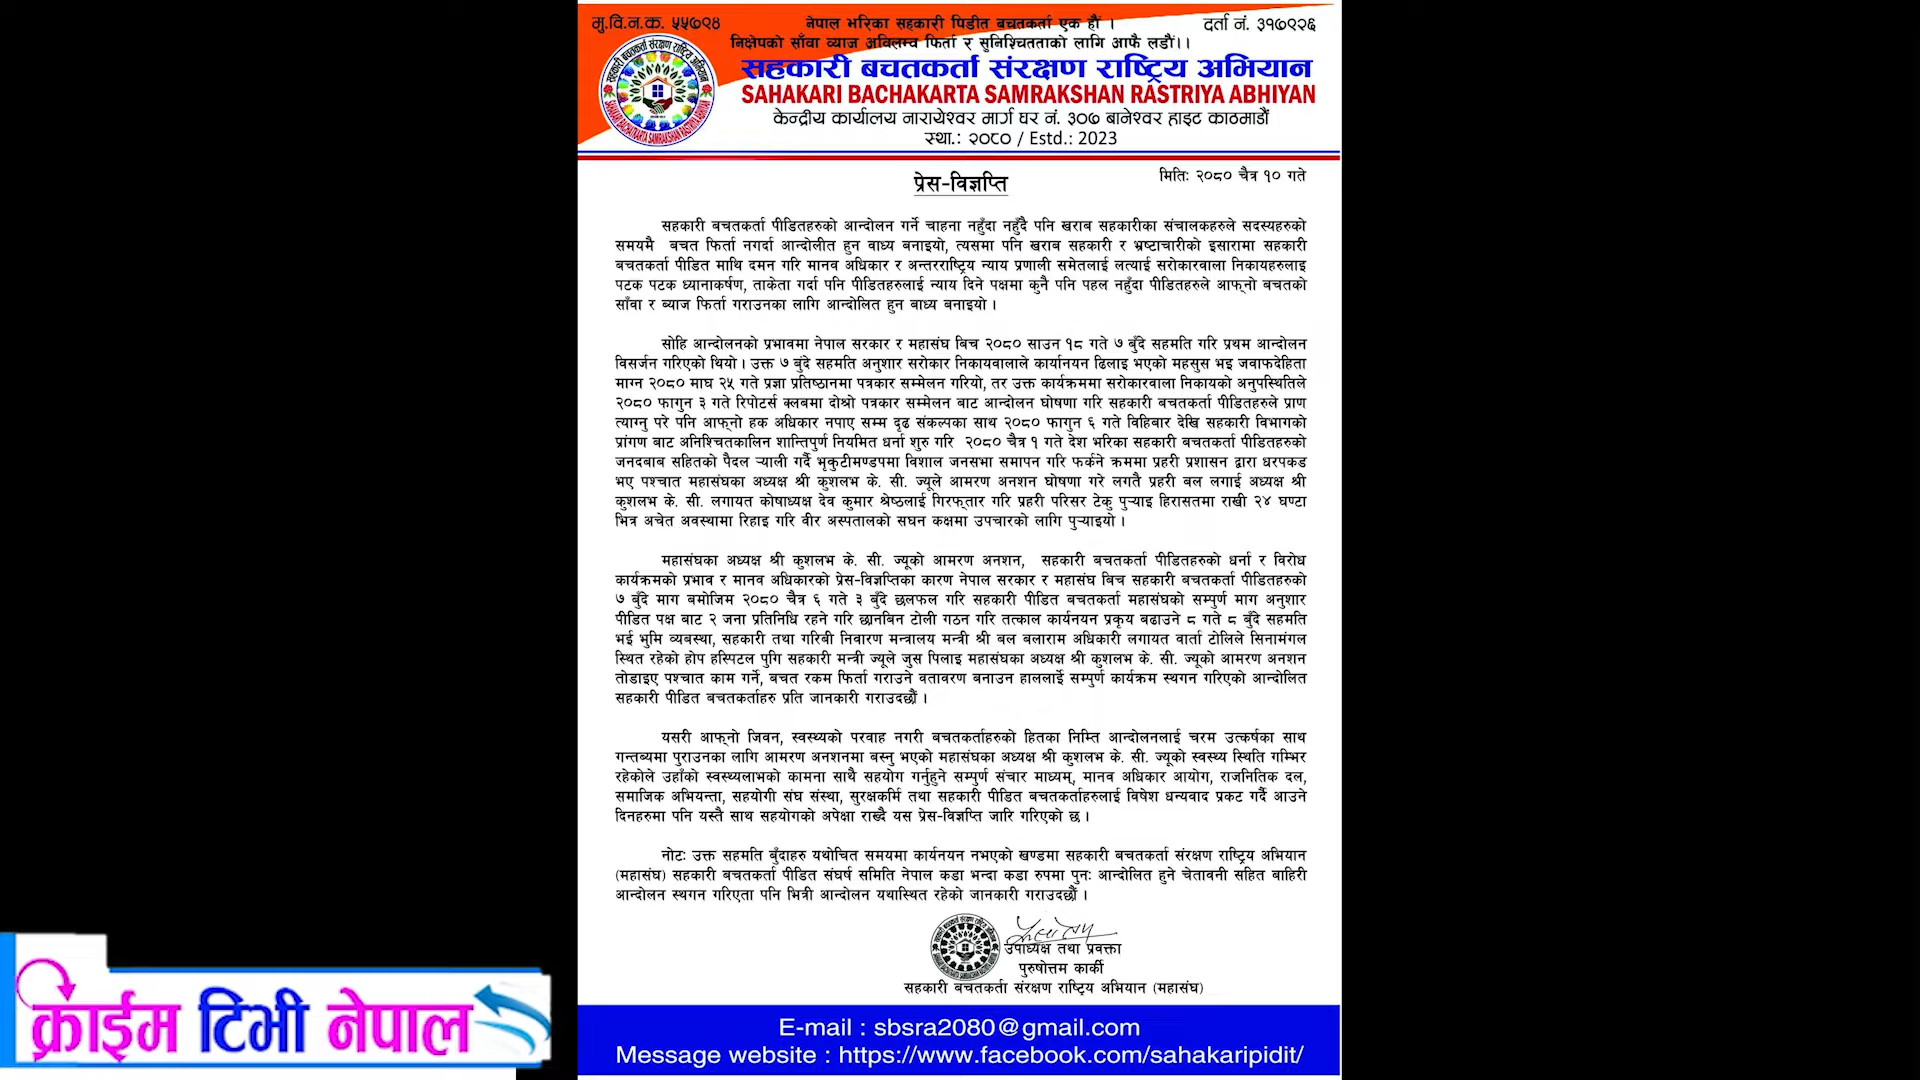 मु.वि.न.क. ५५७९४
नेपाल भरिका सहकारी पिडीत बचतकर्ता एक हौं ।
दर्ता नं. ३१७९२६
निक्षेपको साँवा व्याज अविलम्व फिर्ता र सुनिश्चितताको लागि आफै लडौं।।
सहकारी बचतकर्ता संरक्षण राष्ट्रिय अभियान
SAHAKARI BACHAKARTA SAMRAKSHAN RASTRIYA ABHIYAN
केन्द्रीय कार्यालय नारायेश्वर मार्ग घर नं. ३०७ बानेश्वर हाइट काठमाडौं
स्था.: २०८० / Estd.: 2023
मिति: २०८० चैत्र १० गते
प्रेस-विज्ञप्ति
सहकारी बचतकर्ता पीडितहरुको आन्दोलन गर्ने चाहना नहुँदा नहुँदै पनि खराब सहकारीका संचालकहरुले सदस्यहरुको
समयमै बचत फिर्ता नगर्दा आन्दोलीत हुन वाध्य बनाइयो, त्यसमा पनि खराब सहकारी र भ्रष्टाचारीको इसारामा सहकारी
बचतकर्ता पीडित माथि दमन गरि मानव अधिकार र अन्तरराष्ट्रिय न्याय प्रणाली समेतलाई लत्याई सरोकारवाला निकायहरुलाइ
पटक पटक ध्यानाकर्षण, ताकेता गर्दा पनि पीडितहरुलाई न्याय दिने पक्षमा कुनै पनि पहल नहुँदा पीडितहरुले आफ्नो बचतको
साँवा र ब्याज फिर्ता गराउनका लागि आन्दोलित हुन बाध्य बनाइयो ।
सोहि आन्दोलनको प्रभावमा नेपाल सरकार र महासंघ बिच २०८० साउन १८ गते ७ बुँदे सहमति गरि प्रथम आन्दोलन
विसर्जन गरिएको थियो । उक्त ७ बुंदे सहमति अनुशार सरोकार निकायवालाले कार्यानयन ढिलाइ भएको महसुस भइ जवाफदेहिता
माग्न २०८० माघ २५ गते प्रज्ञा प्रतिष्ठानमा पत्रकार सम्मेलन गरियो, तर उक्त कार्यक्रममा सरोकारवाला निकायको अनुपस्थितिले
२०८० फागुन ३ गते रिपोटर्स क्लबमा दोश्रो पत्रकार सम्मेलन बाट आन्दोलन घोषणा गरि सहकारी बचतकर्ता पीडितहरुले प्राण
त्याग्नु परे पनि आफ्नो हक अधिकार नपाए सम्म दृढ संकल्पका साथ २०८० फागुन ६ गते विहिबार देखि सहकारी विभागको
प्रांगण बाट अनिश्चितकालिन शान्तिपुर्ण नियमित धर्ना शुरु गरि २०८० चैत्र १ गते देश भरिका सहकारी बचतकर्ता पीडितहरुको
जनदबाब सहितको पैदल ऱ्याली गर्दै भृकुटीमण्डपमा विशाल जनसभा समापन गरि फर्कने क्रममा प्रहरी प्रशासन द्वारा धरपकड
भए पश्चात महासंघका अध्यक्ष श्री कुशलभ के. सी. ज्यूले आमरण अनशन घोषणा गरे लगतै प्रहरी बल लगाई अध्यक्ष श्री
कुशलभ के. सी. लगायत कोषाध्यक्ष देव कुमार श्रेष्ठलाई गिरफ्तार गरि प्रहरी परिसर टेकु पुऱ्याइ हिरासतमा राखी २४ घण्टा
भित्र अचेत अवस्थामा रिहाइ गरि वीर अस्पतालको सघन कक्षमा उपचारको लागि पुऱ्याइयो ।
महासंघका अध्यक्ष श्री कुशलभ के. सी. ज्यूको आमरण अनशन, सहकारी बचतकर्ता पीडितहरुको धर्ना र विरोध
कार्यक्रमको प्रभाव र मानव अधिकारको प्रेस-विज्ञप्तिका कारण नेपाल सरकार र महासंघ बिच सहकारी बचतकर्ता पीडितहरुको
७ बुँदे माग बमोजिम २०८० चैत्र ६ गते ३ बुँदे छलफल गरि सहकारी पीडित बचतकर्ता महासंघको सम्पुर्ण माग अनुशार
पीडित पक्ष बाट २ जना प्रतिनिधि रहने गरि छानबिन टोली गठन गरि तत्काल कार्यनयन प्रकृय बढाउने ८ गते ८ बुँदे सहमति
भई भुमि व्यबस्था, सहकारी तथा गरिबी निवारण मन्त्रालय मन्त्री श्री बल बलाराम अधिकारी लगायत वार्ता टोलिले सिनामंगल
स्थित रहेको होप हस्पिटल पुगि सहकारी मन्त्री ज्यूले जुस पिलाइ महासंघका अध्यक्ष श्री कुशलभ के. सी. ज्यूको आमरण अनशन
तोडाइए पश्चात काम गर्ने, बचत रकम फिर्ता गराउने वतावरण बनाउन हाललाई सम्पुर्ण कार्यक्रम स्थगन गरिएको आन्दोलित
सहकारी पीडित बचतकर्ताहरु प्रति जानकारी गराउदछौं ।
यसरी आफ्नो जिवन, स्वस्थ्यको परवाह नगरी बचतकर्ताहरुको हितका निम्ति आन्दोलनलाई चरम उत्कर्षका साथ
गन्तब्यमा पुराउनका लागि आमरण अनशनमा बस्नु भएको महासंघका अध्यक्ष श्री कुशलभ के. सी. ज्यूको स्वस्थ्य स्थिति गम्भिर
रहेकोले उहाँको स्वस्थ्यलाभको कामना साथै सहयोग गर्नुहुने सम्पुर्ण संचार माध्यम्, मानव अधिकार आयोग, राजनितिक दल,
समाजिक अभियन्ता, सहयोगी संघ संस्था, सुरक्षकर्मि तथा सहकारी पीडित बचतकर्ताहरुलाई विषेश धन्यवाद प्रकट गर्दै आउने
दिनहरुमा पनि यस्तै साथ सहयोगको अपेक्षा राख्दै यस प्रेस-विज्ञप्ति जारि गरिएको छ ।
नोट: उक्त सहमति बुँदाहरु यथोचित समयमा कार्यनयन नभएको खण्डमा सहकारी बचतकर्ता संरक्षण राष्ट्रिय अभियान
(महासंघ) सहकारी बचतकर्ता पीडित संघर्ष समिति नेपाल कडा भन्दा कडा रुपमा पुन: आन्दोलित हुने चेतावनी सहित बाहिरी
आन्दोलन स्थगन गरिएता पनि भित्री आन्दोलन यथास्थित रहेको जानकारी गराउदछौं ।
उपाध्यक्ष तथा प्रवक्ता
पुरुषोत्तम कार्की
सहकारी बचतकर्ता संरक्षण राष्ट्रिय अभियान (महासंघ)
E-mail : sbsra2080@gmail.com
Message website : https://www.facebook.com/sahakaripidit/
क्राईम टिभी नेपाल